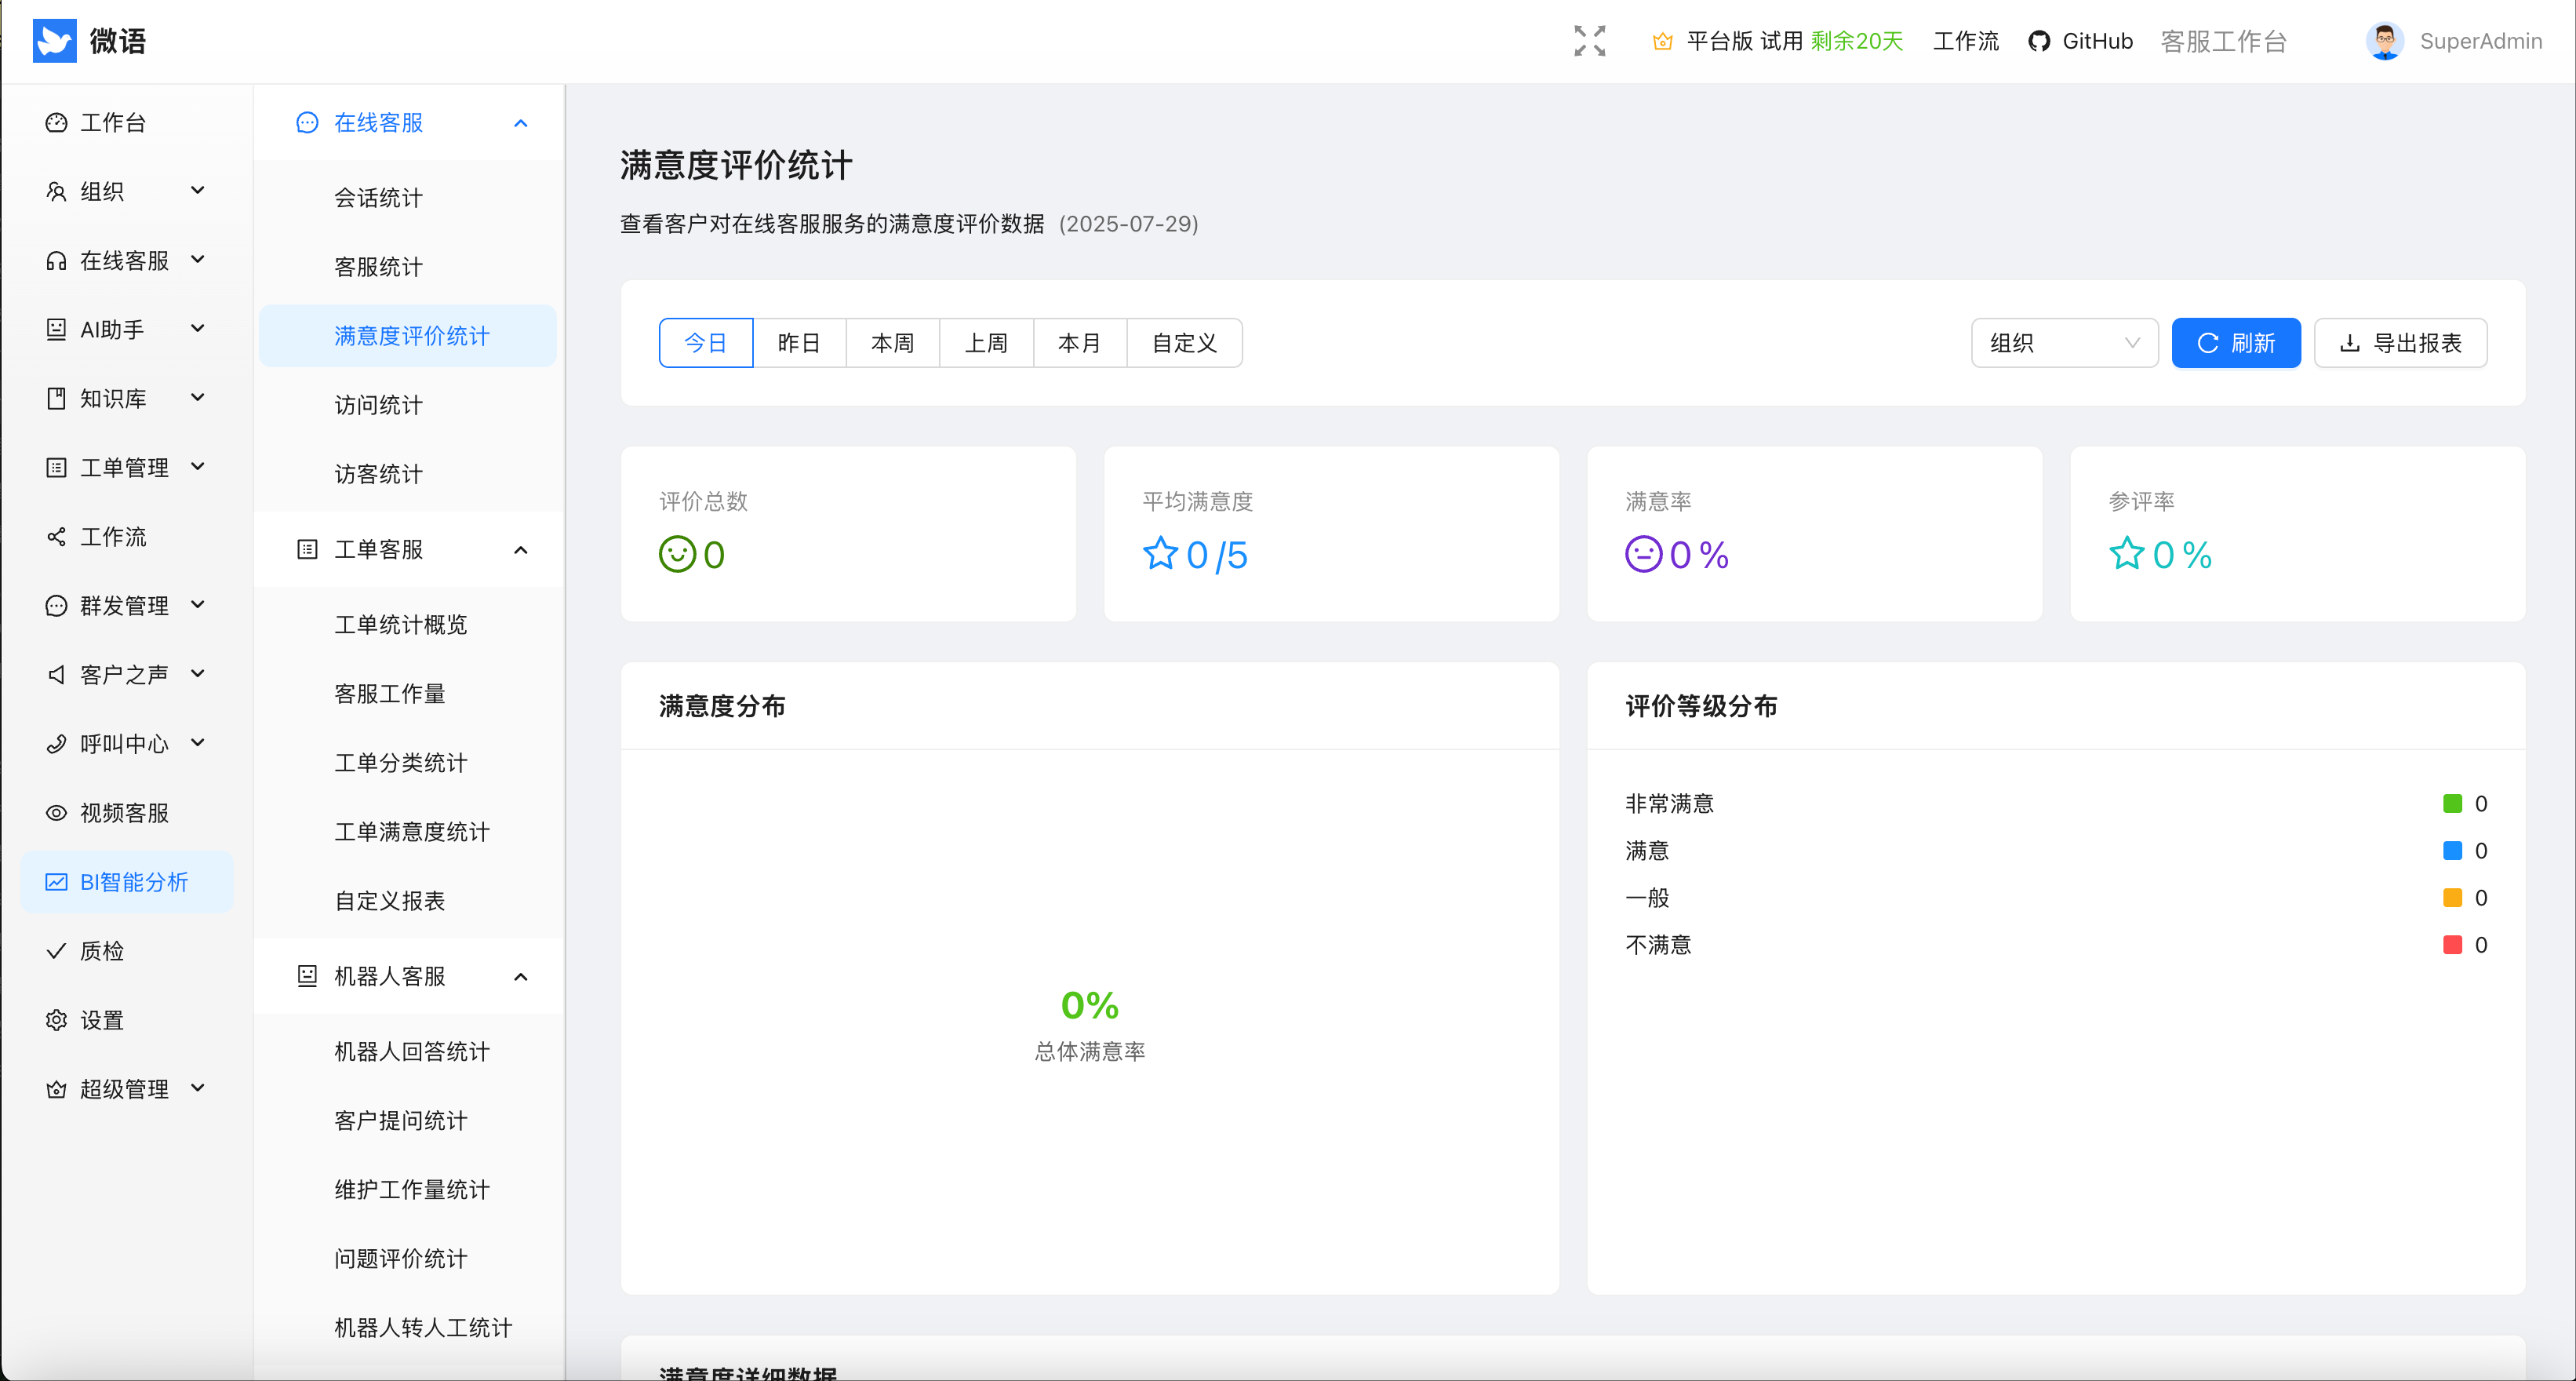 微语
平台版 试用 剩余20天
工作流
GitHub
客服工作台
SuperAdmin
工作台
组织
在线客服
AI助手
知识库
工单管理
工作流
群发管理
客户之声
呼叫中心
视频客服
BI智能分析
质检
设置
超级管理
在线客服
会话统计
客服统计
满意度评价统计
访问统计
访客统计
工单客服
工单统计概览
客服工作量
工单分类统计
工单满意度统计
自定义报表
机器人客服
机器人回答统计
客户提问统计
维护工作量统计
问题评价统计
机器人转人工统计
满意度评价统计
查看客户对在线客服服务的满意度评价数据 (2025-07-29)
今日 昨日 本周 上周 本月 自定义
组织
刷新
导出报表
评价总数
0
平均满意度
0 /5
满意率
0 %
参评率
0 %
满意度分布
0%
总体满意率
评价等级分布
非常满意 0
满意 0
一般 0
不满意 0
满意度详细数据